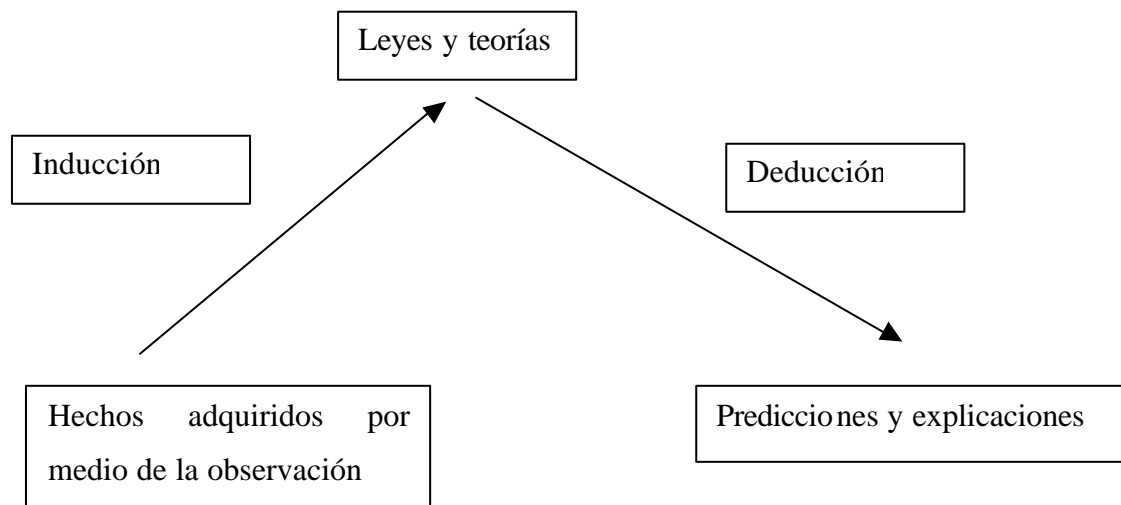 Leyes y teorías
Inducción
Deducción
Hechos adquiridos por
medio de la observación
Predicciones y explicaciones